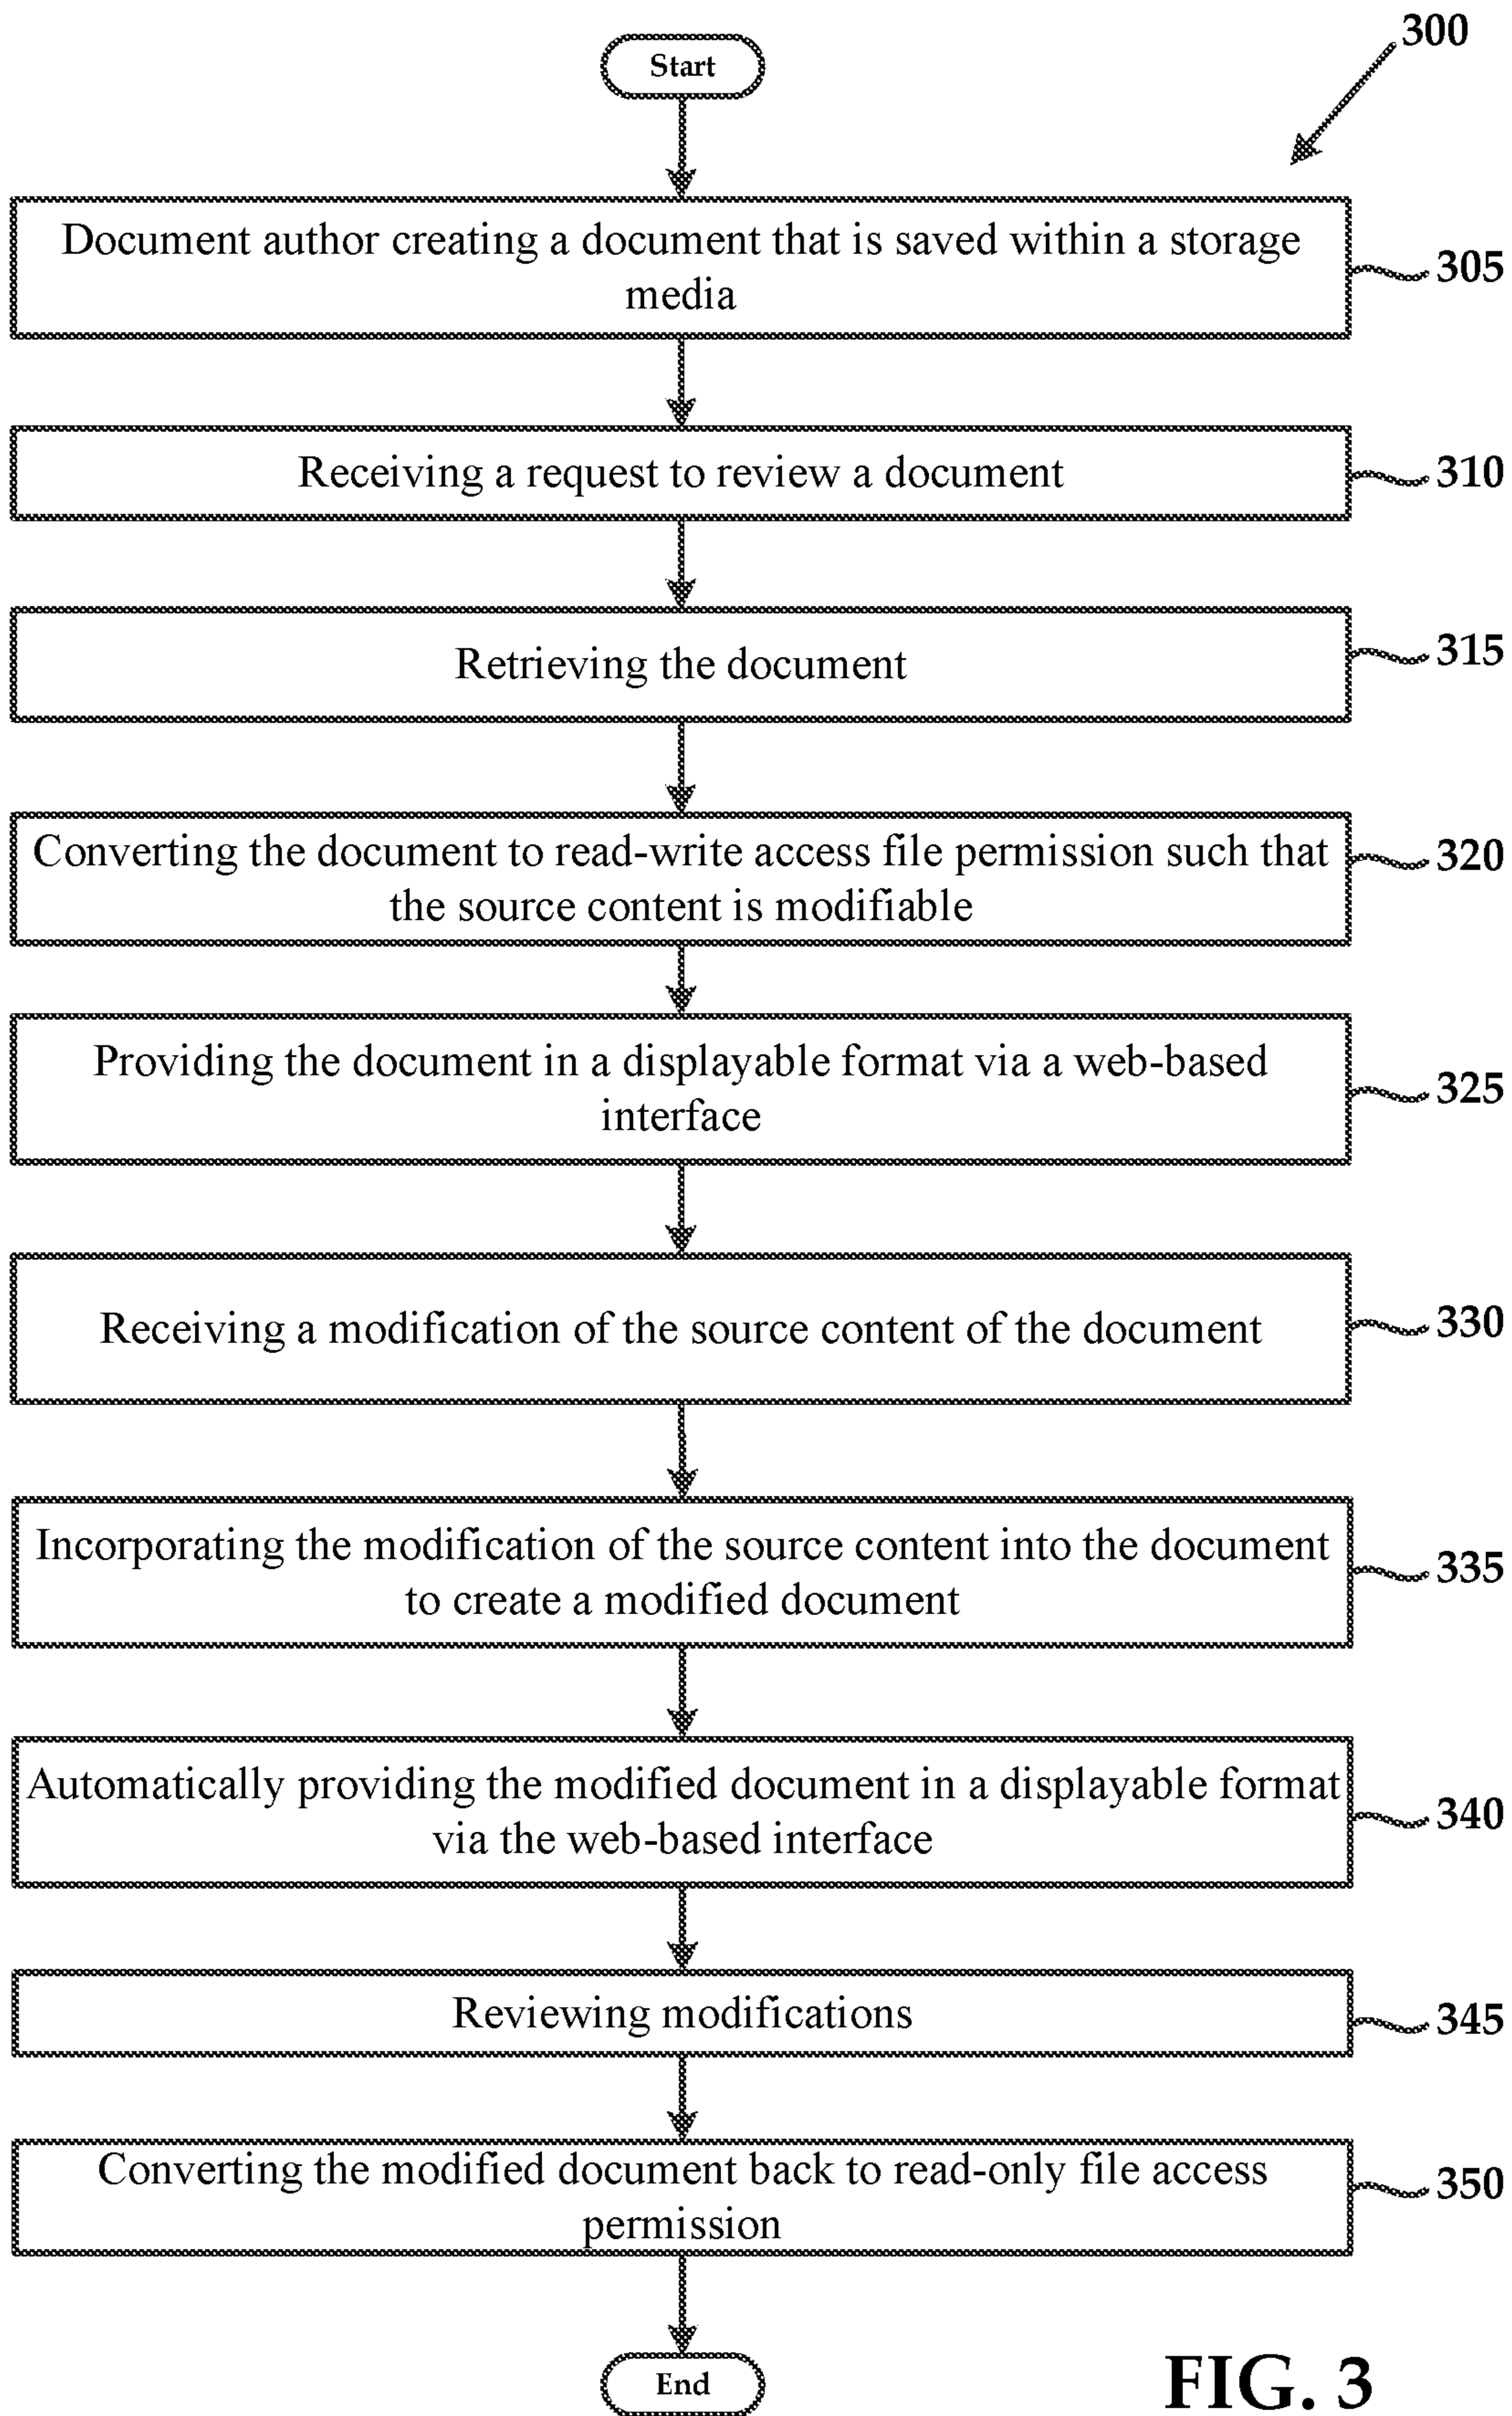 300
Start
Document author creating a document that is saved within a storage
media
305
Receiving a request to review a document
310
Retrieving the document
315
Converting the document to read-write access file permission such that
the source content is modifiable
320
Providing the document in a displayable format via a web-based
interface
325
Receiving a modification of the source content of the document
330
Incorporating the modification of the source content into the document
to create a modified document
335
Automatically providing the modified document in a displayable format
via the web-based interface
340
Reviewing modifications
345
Converting the modified document back to read-only file access
permission
350
End
FIG. 3